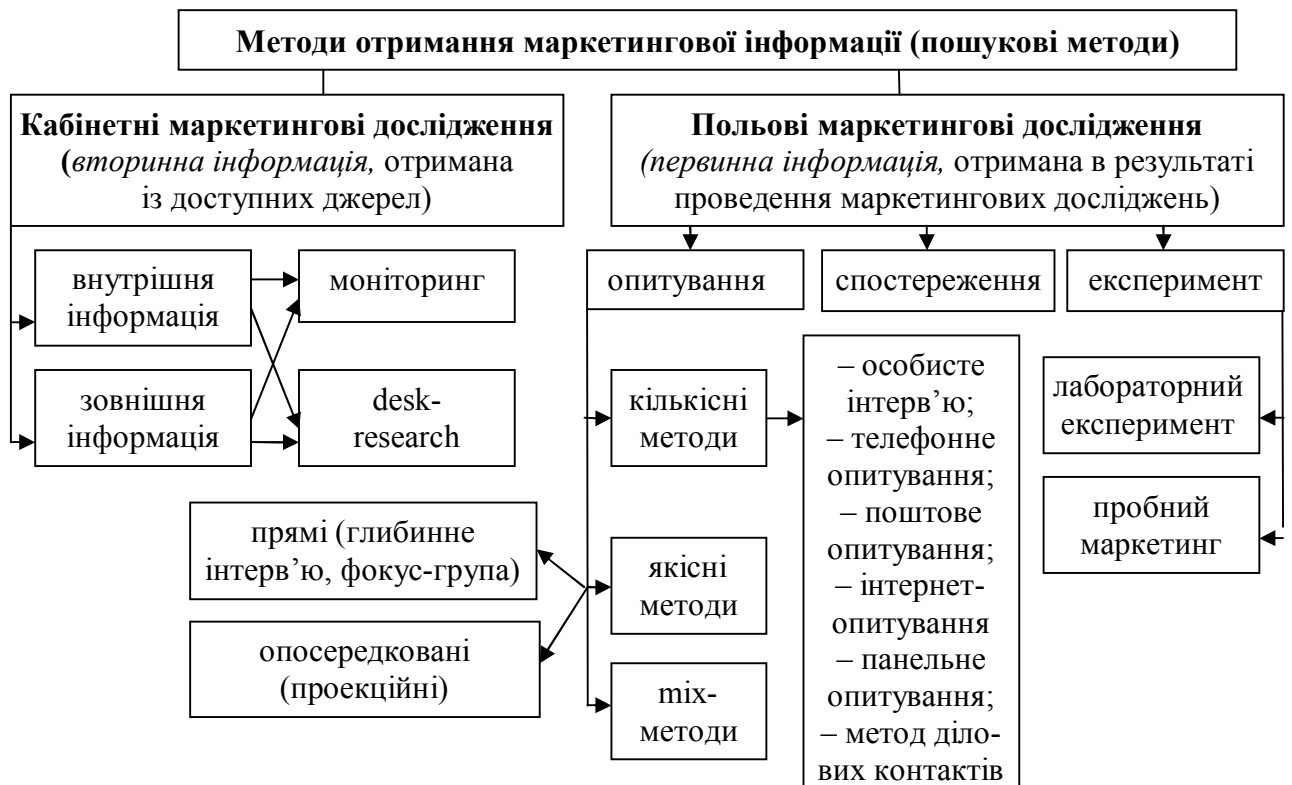 Методи отримання маркетингової інформації (пошукові методи)
Кабінетні маркетингові дослідження
(вторинна інформація, отримана
із доступних джерел)
Польові маркетингові дослідження
(первинна інформація, отримана в результаті
проведення маркетингових досліджень)
внутрішня
інформація
моніторинг
зовнішня
інформація
desk-
research
опитування
спостереження
експеримент
кількісні
методи
– особисте
інтерв’ю;
– телефонне
опитування;
– поштове
опитування;
– інтернет-
опитування
– панельне
опитування;
– метод діло-
вих контактів
лабораторний
експеримент
пробний
маркетинг
прямі (глибинне
інтерв’ю, фокус-група)
опосередковані
(проекційні)
якісні
методи
mix-
методи